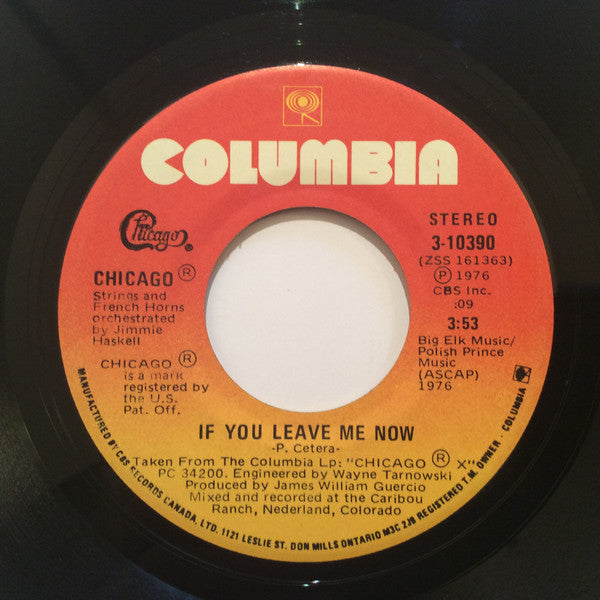 COLUMBIA
Chicago ®
CHICAGO ®
Strings and
French Horns
orchestrated
by Jimmie
Haskell
CHICAGO ®
is a mark
registered by
the U.S.
Pat. Off.
STEREO
3-10390
(ZSS 161363)
Ⓟ 1976
CBS Inc.
:09
3:53
Big Elk Music/
Polish Prince
Music
(ASCAP)
1976
IF YOU LEAVE ME NOW
-P. Cetera-
Taken From The Columbia Lp: "CHICAGO ® X"
PC 34200. Engineered by Wayne Tarnowski
Produced by James William Guercio
Mixed and recorded at the Caribou
Ranch, Nederland, Colorado
MANUFACTURED BY CBS RECORDS CANADA, LTD. 1121 LESLIE ST. DON MILLS ONTARIO M3C 2J8 REGISTERED T.M. OWNER - COLUMBIA